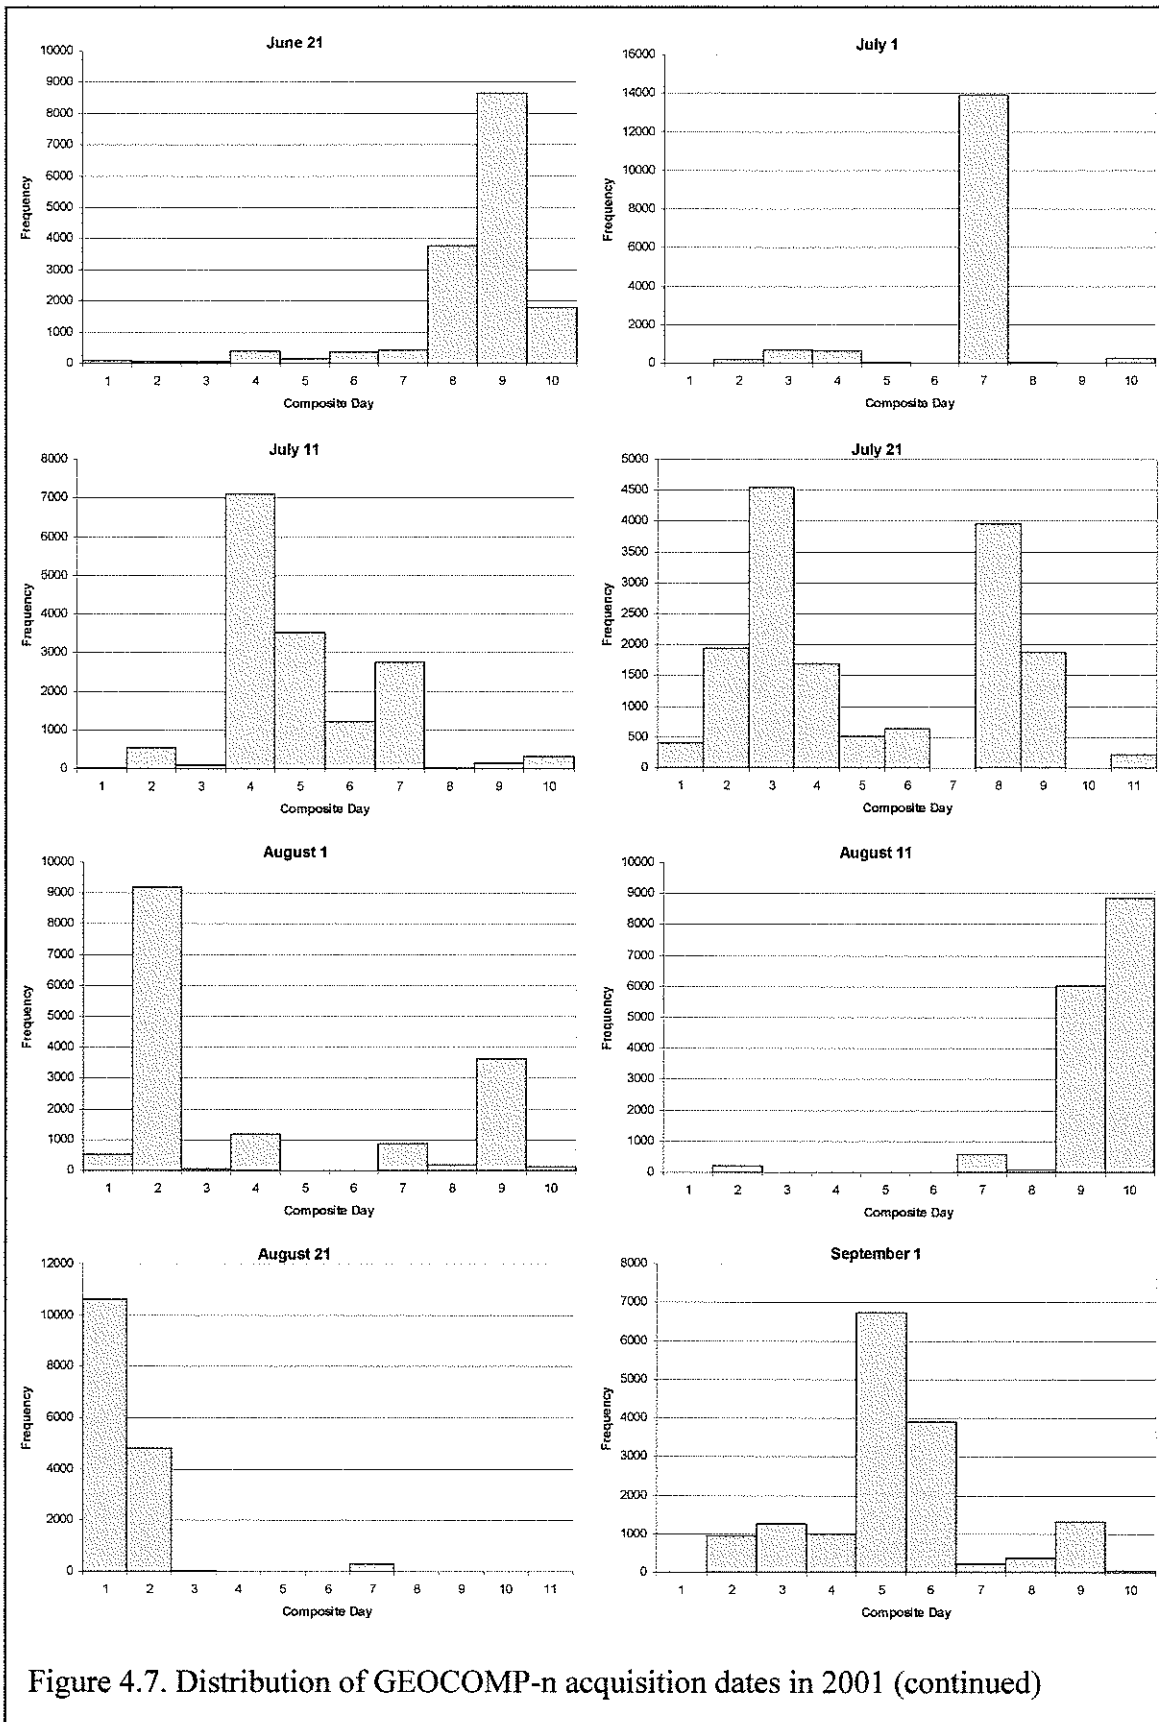 June 21
10000
9000
8000
7000
6000
5000
4000
3000
2000
1000
0
Frequency
1 2 3 4 5 6 7 8 9 10
Composite Day
July 1
16000
14000
12000
10000
8000
6000
4000
2000
0
Frequency
1 2 3 4 5 6 7 8 9 10
Composite Day
July 11
8000
7000
6000
5000
4000
3000
2000
1000
0
Frequency
1 2 3 4 5 6 7 8 9 10
Composite Day
July 21
5000
4500
4000
3500
3000
2500
2000
1500
1000
500
0
Frequency
1 2 3 4 5 6 7 8 9 10 11
Composite Day
August 1
10000
9000
8000
7000
6000
5000
4000
3000
2000
1000
0
Frequency
1 2 3 4 5 6 7 8 9 10
Composite Day
August 11
10000
9000
8000
7000
6000
5000
4000
3000
2000
1000
0
Frequency
1 2 3 4 5 6 7 8 9 10
Composite Day
August 21
12000
10000
8000
6000
4000
2000
0
Frequency
1 2 3 4 5 6 7 8 9 10 11
Composite Day
September 1
8000
7000
6000
5000
4000
3000
2000
1000
0
Frequency
1 2 3 4 5 6 7 8 9 10
Composite Day
Figure 4.7. Distribution of GEOCOMP-n acquisition dates in 2001 (continued)